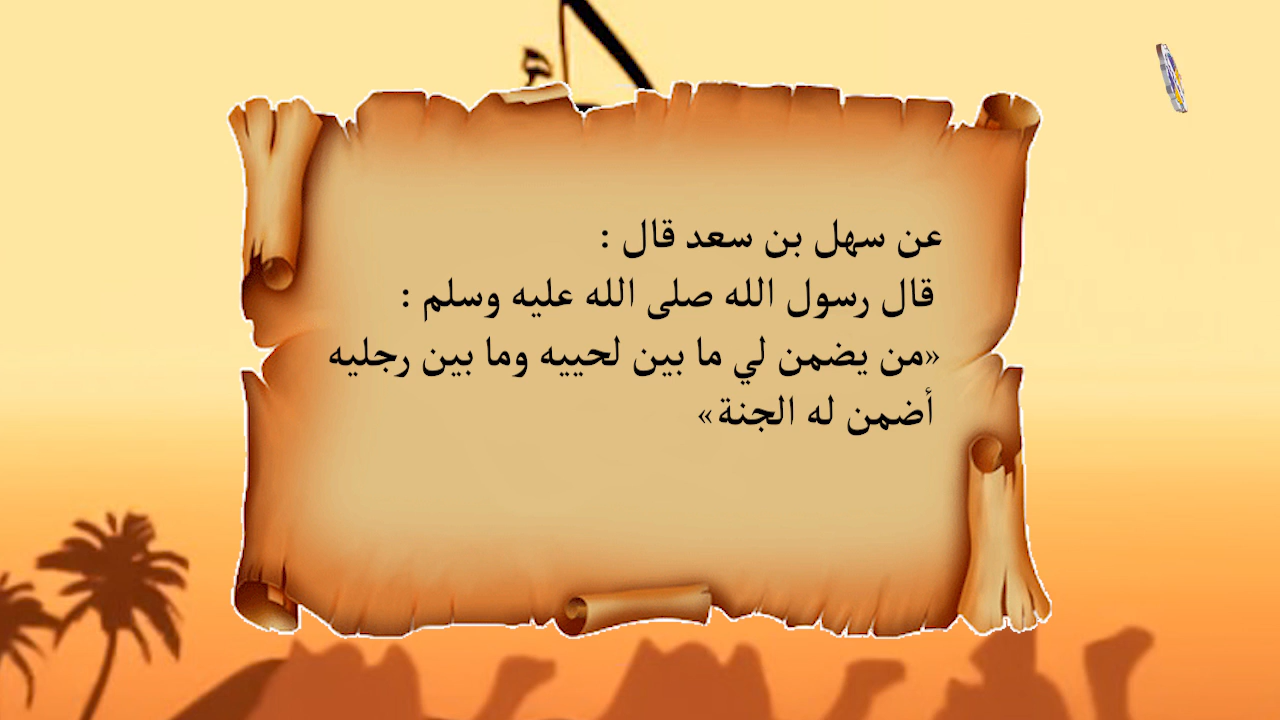 عن سهل بن سعد قال :
قال رسول الله صلى الله عليه وسلم :
«من يضمن لي ما بين لحييه وما بين رجليه
أضمن له الجنة»